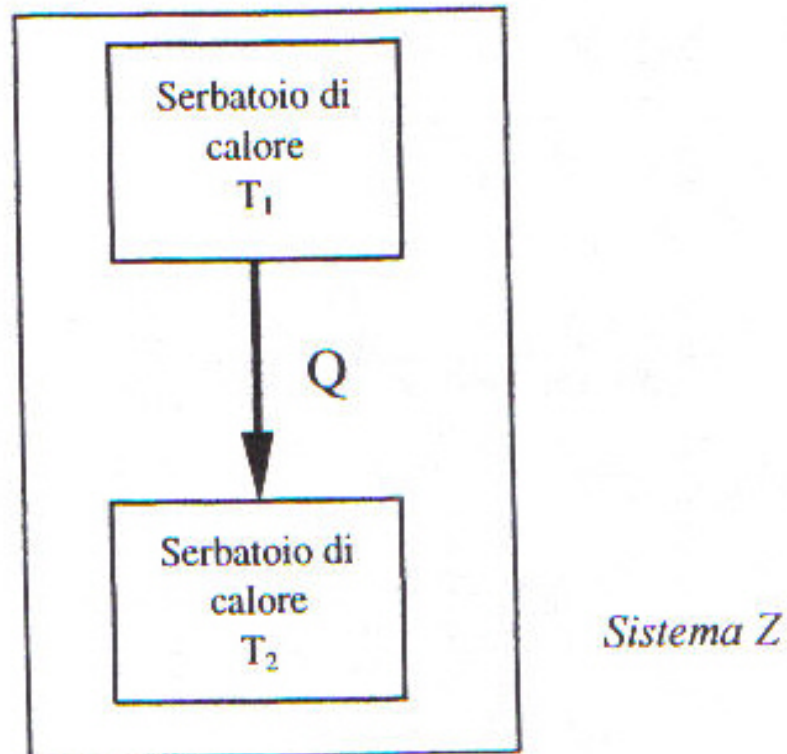 Serbatoio di
calore
T₁
Q
Serbatoio di
calore
T₂
Sistema Z